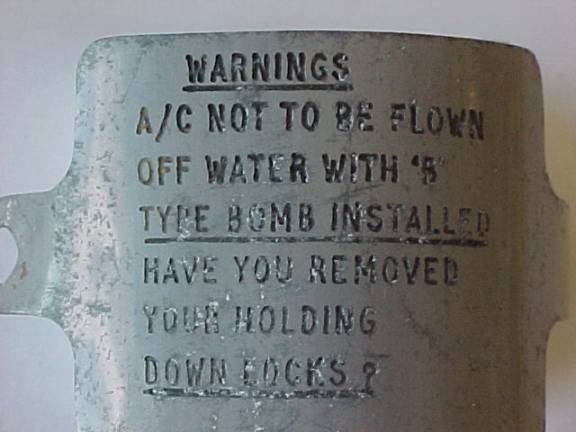 WARNINGS
A/C NOT TO BE FLOWN
OFF WATER WITH 'B'
TYPE BOMB INSTALLED
HAVE YOU REMOVED
YOUR HOLDING
DOWN LOCKS ?